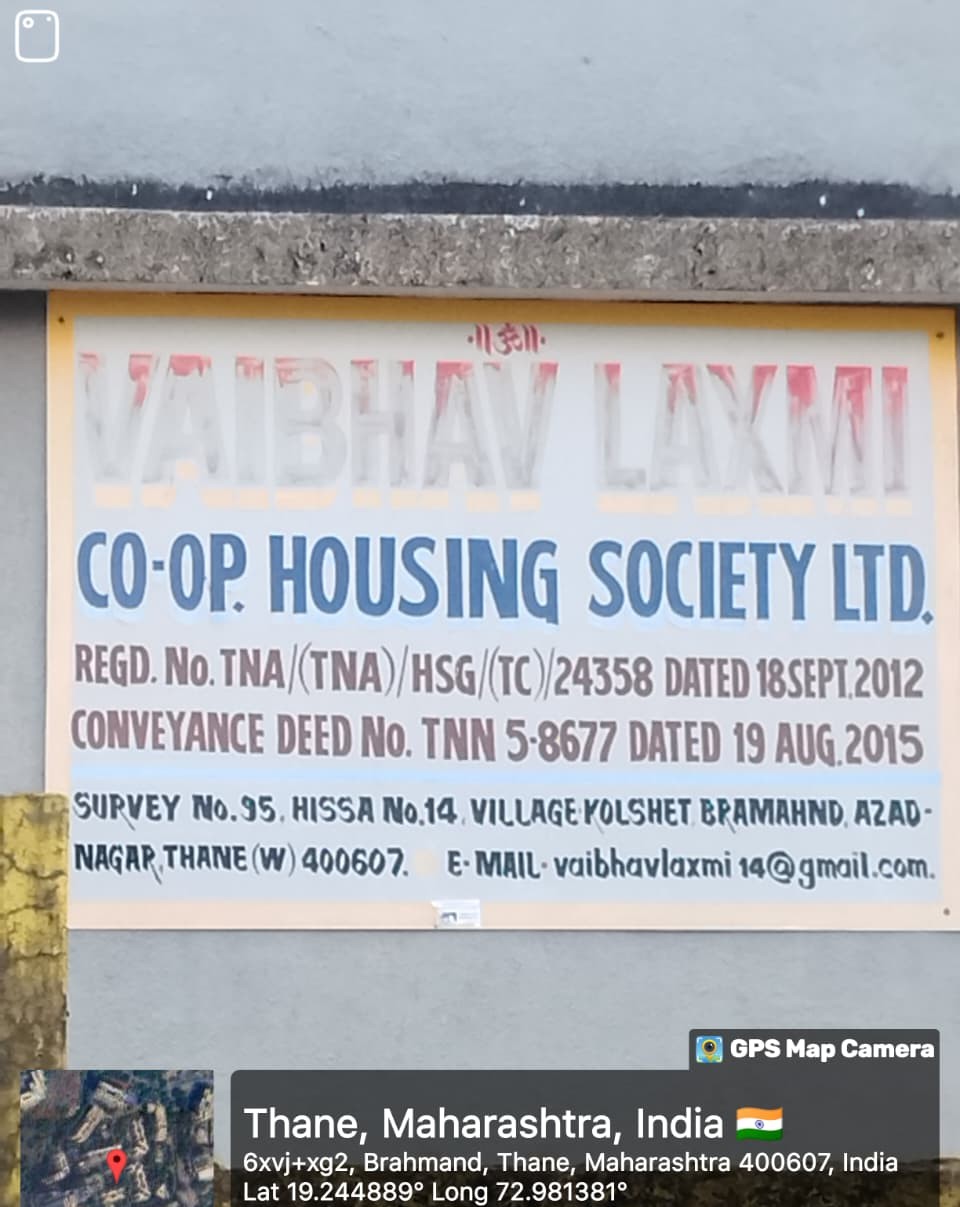 ॥ॐ॥
VAIBHAV LAXMI
CO-OP. HOUSING SOCIETY LTD.
REGD. No. TNA/(TNA)/HSG/(TC)/24358 DATED 18 SEPT. 2012
CONVEYANCE DEED No. TNN 5-8677 DATED 19 AUG. 2015
SURVEY No. 95, HISSA No. 14, VILLAGE KOLSHET BRAMAHND, AZAD-
NAGAR, THANE (W) 400607. E-MAIL- vaibhavlaxmi14@gmail.com.
GPS Map Camera
Thane, Maharashtra, India 🇮🇳
6xvj+xg2, Brahmand, Thane, Maharashtra 400607, India
Lat 19.244889° Long 72.981381°